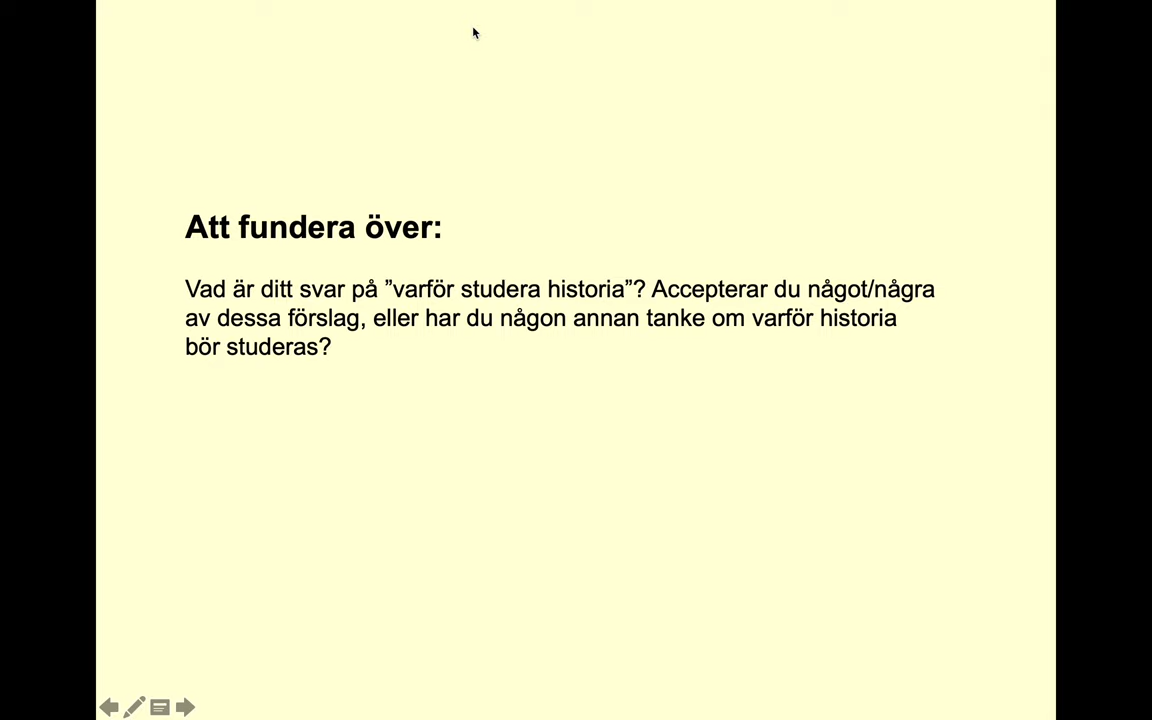 Att fundera över:
Vad är ditt svar på ”varför studera historia”? Accepterar du något/några
av dessa förslag, eller har du någon annan tanke om varför historia
bör studeras?